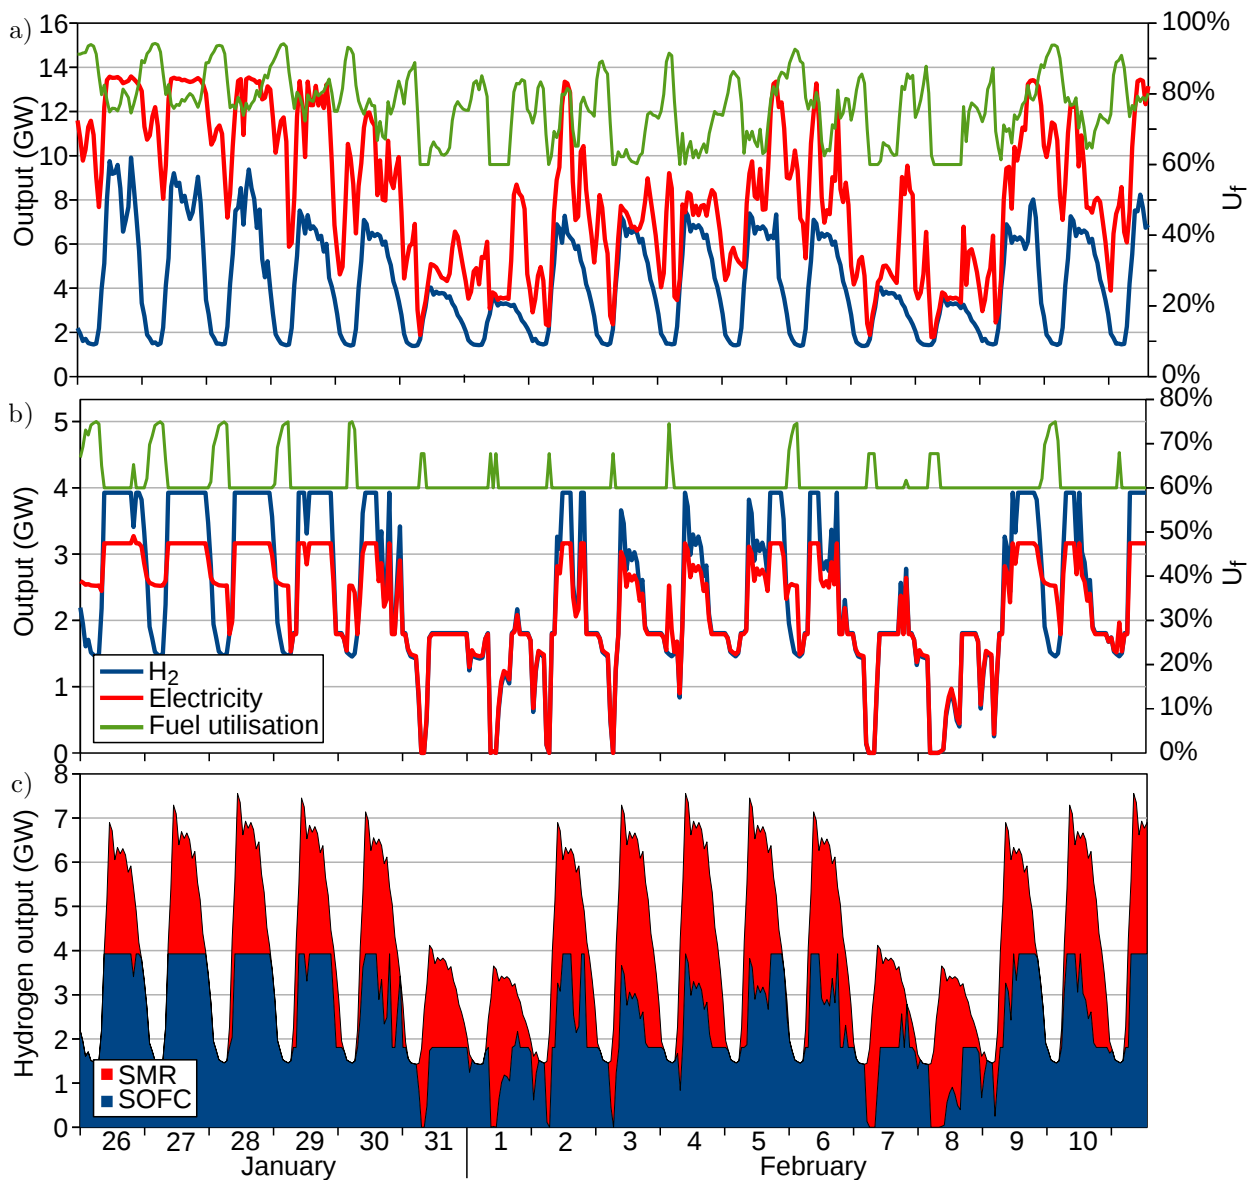 a)
16
14
12
10
8
6
4
2
0
Output (GW)
100%
80%
60%
40%
20%
0%
Uf
b)
5
4
3
2
1
0
Output (GW)
80%
70%
60%
50%
40%
30%
20%
10%
0%
Uf
H2
Electricity
Fuel utilisation
c)
8
7
6
5
4
3
2
1
0
Hydrogen output (GW)
SMR
SOFC
26 27 28 29 30 31 1 2 3 4 5 6 7 8 9 10
January February